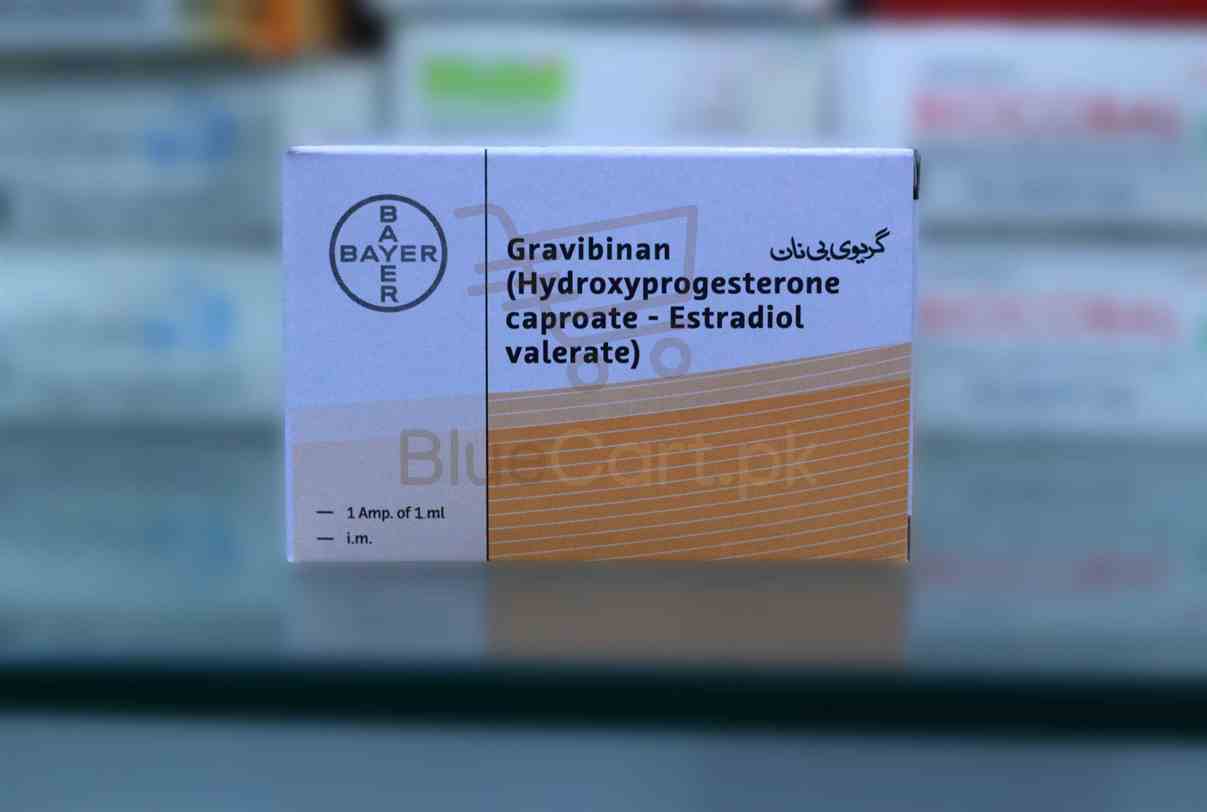 BAYER
BAYER
Gravibinan
گریوی بی نان
(Hydroxyprogesterone
caproate - Estradiol
valerate)
BlueCart.pk
— 1 Amp. of 1 ml
— i.m.